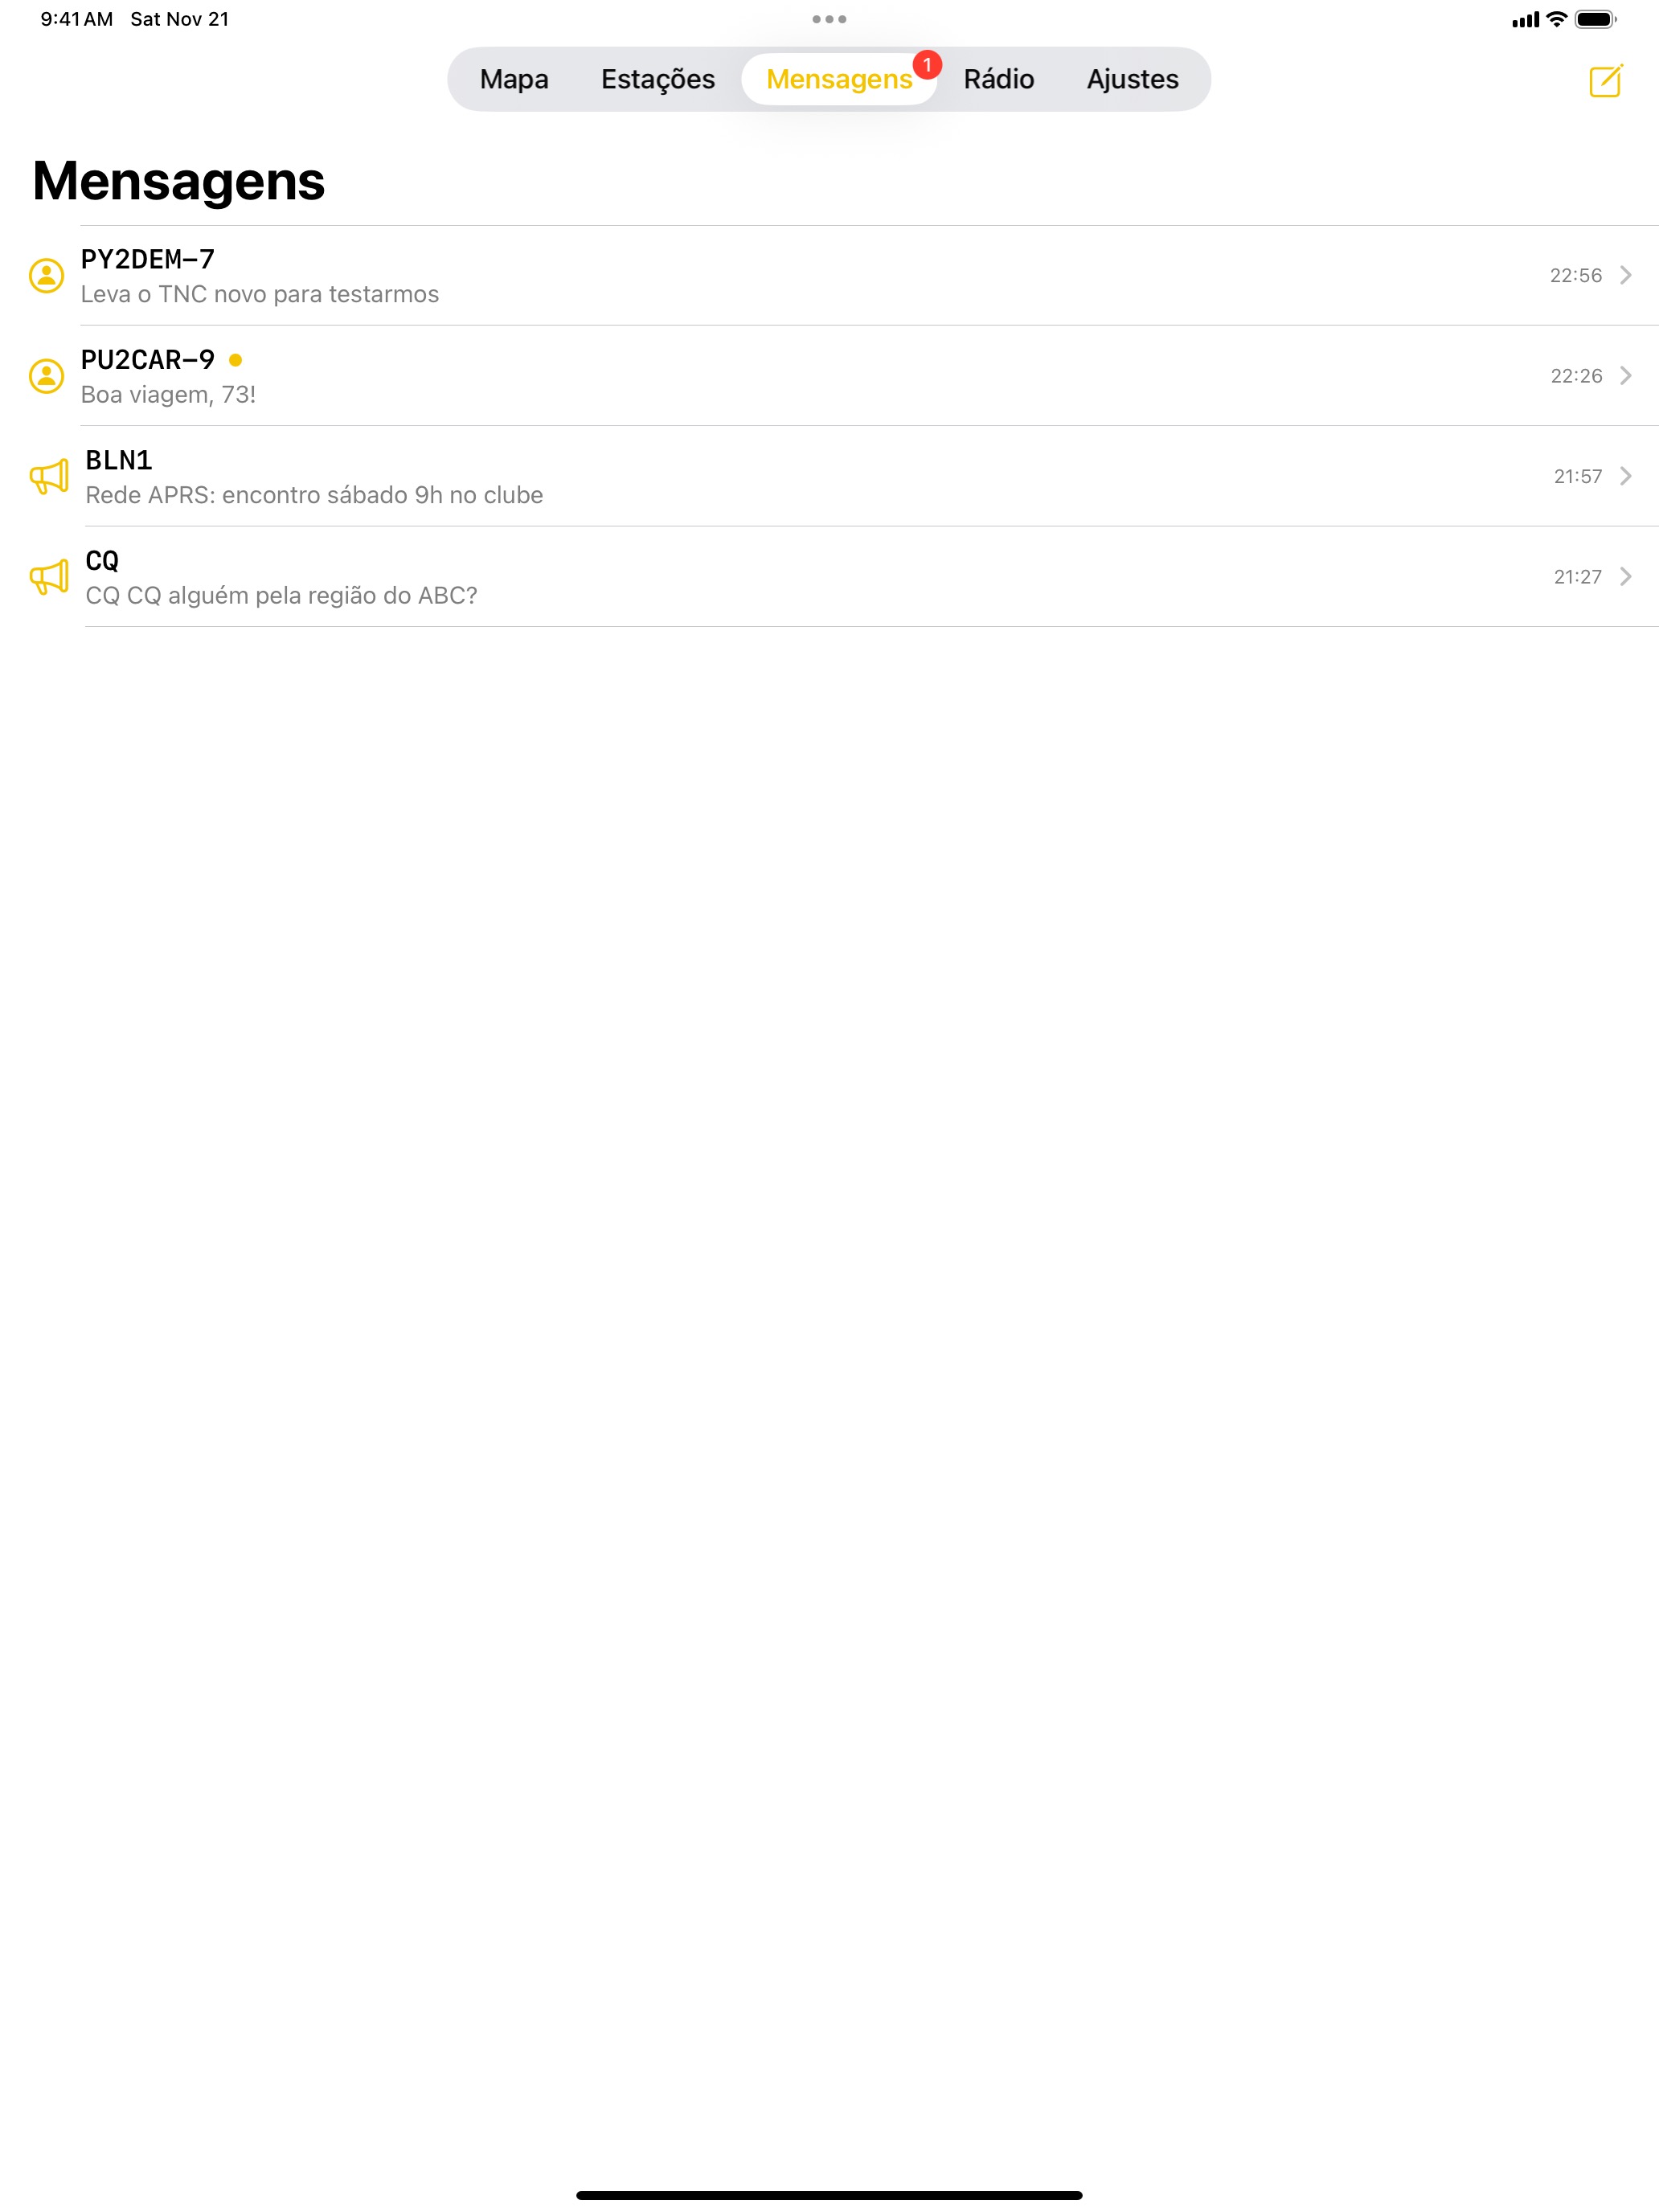 9:41 AM Sat Nov 21
Mapa Estações Mensagens 1 Rádio Ajustes
Mensagens
PY2DEM-7
Leva o TNC novo para testarmos
22:56
PU2CAR-9
Boa viagem, 73!
22:26
BLN1
Rede APRS: encontro sábado 9h no clube
21:57
CQ
CQ CQ alguém pela região do ABC?
21:27